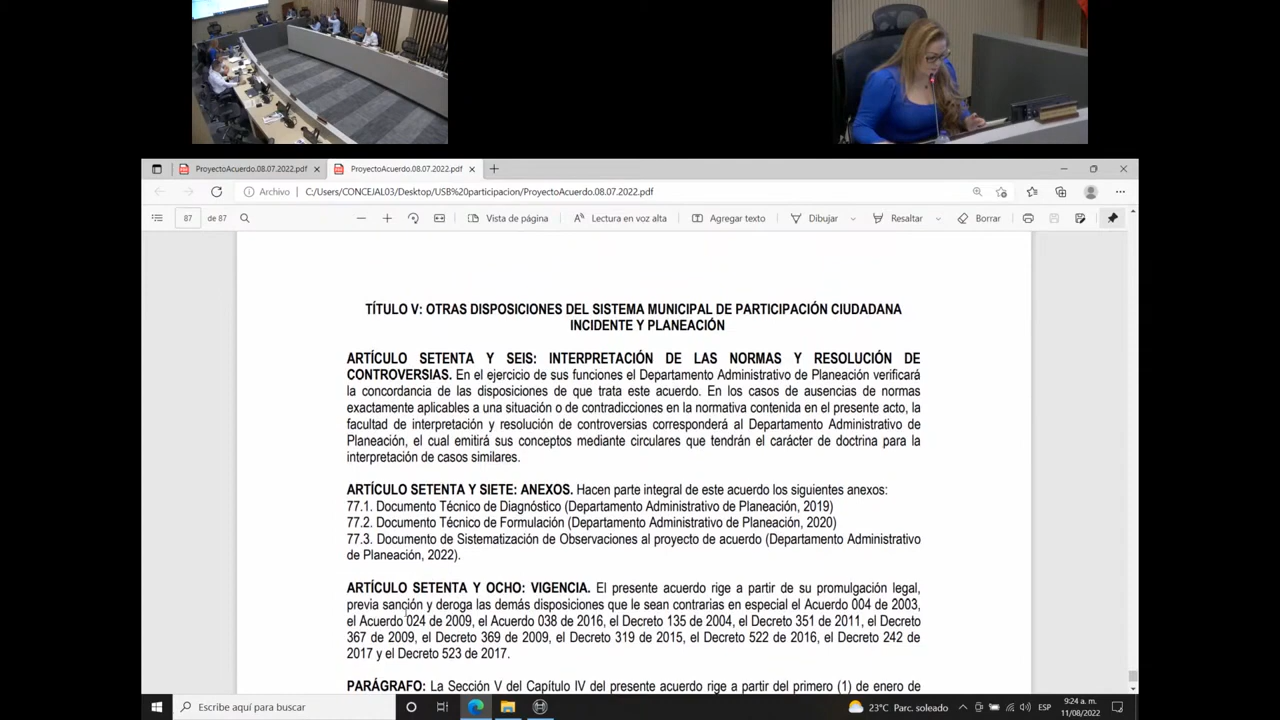 ProyectoAcuerdo.08.07.2022.pdf
ProyectoAcuerdo.08.07.2022.pdf
Archivo
C:/Users/CONCEJAL03/Desktop/USB%20participacion/ProyectoAcuerdo.08.07.2022.pdf
87 de 87
Vista de página
Lectura en voz alta
Agregar texto
Dibujar
Resaltar
Borrar
TÍTULO V: OTRAS DISPOSICIONES DEL SISTEMA MUNICIPAL DE PARTICIPACIÓN CIUDADANA
INCIDENTE Y PLANEACIÓN
ARTÍCULO SETENTA Y SEIS: INTERPRETACIÓN DE LAS NORMAS Y RESOLUCIÓN DE
CONTROVERSIAS. En el ejercicio de sus funciones el Departamento Administrativo de Planeación verificará
la concordancia de las disposiciones de que trata este acuerdo. En los casos de ausencias de normas
exactamente aplicables a una situación o de contradicciones en la normativa contenida en el presente acto, la
facultad de interpretación y resolución de controversias corresponderá al Departamento Administrativo de
Planeación, el cual emitirá sus conceptos mediante circulares que tendrán el carácter de doctrina para la
interpretación de casos similares.
ARTÍCULO SETENTA Y SIETE: ANEXOS. Hacen parte integral de este acuerdo los siguientes anexos:
77.1. Documento Técnico de Diagnóstico (Departamento Administrativo de Planeación, 2019)
77.2. Documento Técnico de Formulación (Departamento Administrativo de Planeación, 2020)
77.3. Documento de Sistematización de Observaciones al proyecto de acuerdo (Departamento Administrativo
de Planeación, 2022).
ARTÍCULO SETENTA Y OCHO: VIGENCIA. El presente acuerdo rige a partir de su promulgación legal,
previa sanción y deroga las demás disposiciones que le sean contrarias en especial el Acuerdo 004 de 2003,
el Acuerdo 024 de 2009, el Acuerdo 038 de 2016, el Decreto 135 de 2004, el Decreto 351 de 2011, el Decreto
367 de 2009, el Decreto 369 de 2009, el Decreto 319 de 2015, el Decreto 522 de 2016, el Decreto 242 de
2017 y el Decreto 523 de 2017.
PARÁGRAFO: La Sección V del Capítulo IV del presente acuerdo rige a partir del primero (1) de enero de
Escribe aquí para buscar
23°C Parc. soleado
ESP
9:24 a. m.
11/08/2022